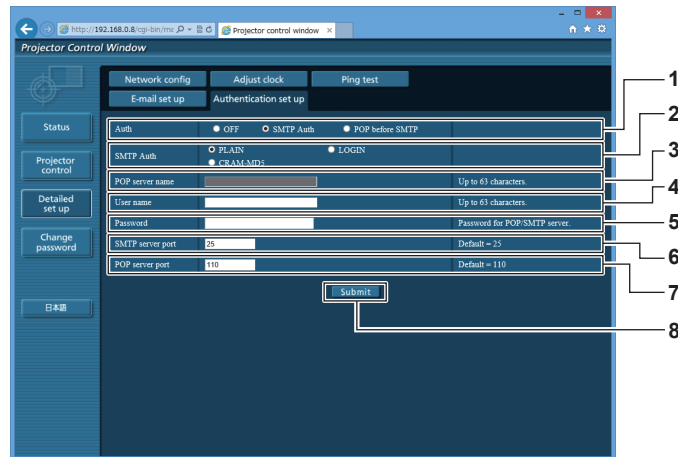 http://192.168.0.8/cgi-bin/mc
Projector control window
Projector Control Window
Network config Adjust clock Ping test
E-mail set up Authentication set up
Status
Projector control
Detailed set up
Change password
日本語
Auth OFF SMTP Auth POP before SMTP
SMTP Auth PLAIN LOGIN
CRAM-MD5
POP server name Up to 63 characters.
User name Up to 63 characters.
Password Password for POP/SMTP server.
SMTP server port 25 Default = 25
POP server port 110 Default = 110
Submit
1
2
3
4
5
6
7
8